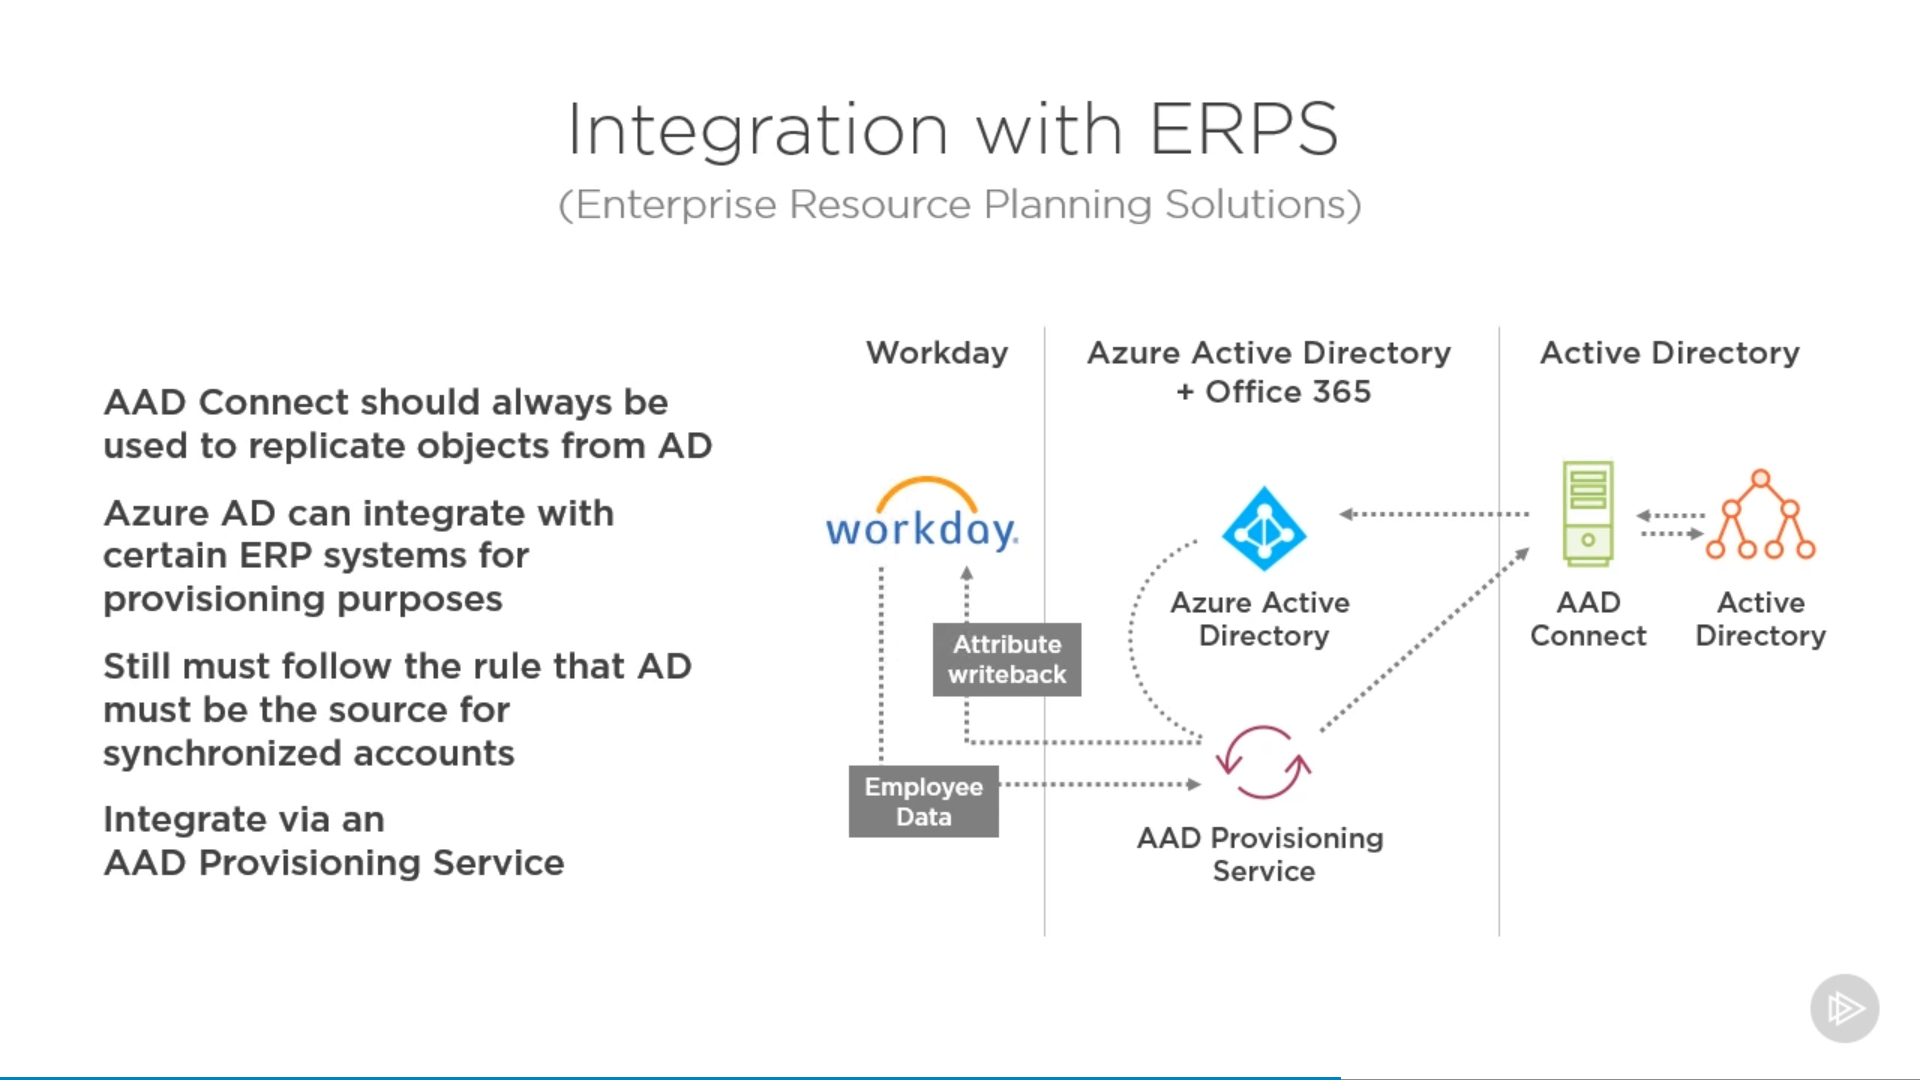 Integration with ERPS
(Enterprise Resource Planning Solutions)
AAD Connect should always be
used to replicate objects from AD
Azure AD can integrate with
certain ERP systems for
provisioning purposes
Still must follow the rule that AD
must be the source for
synchronized accounts
Integrate via an
AAD Provisioning Service
Workday
workday.
Attribute
writeback
Employee
Data
Azure Active Directory
+ Office 365
Azure Active
Directory
AAD Provisioning
Service
Active Directory
AAD
Connect
Active
Directory